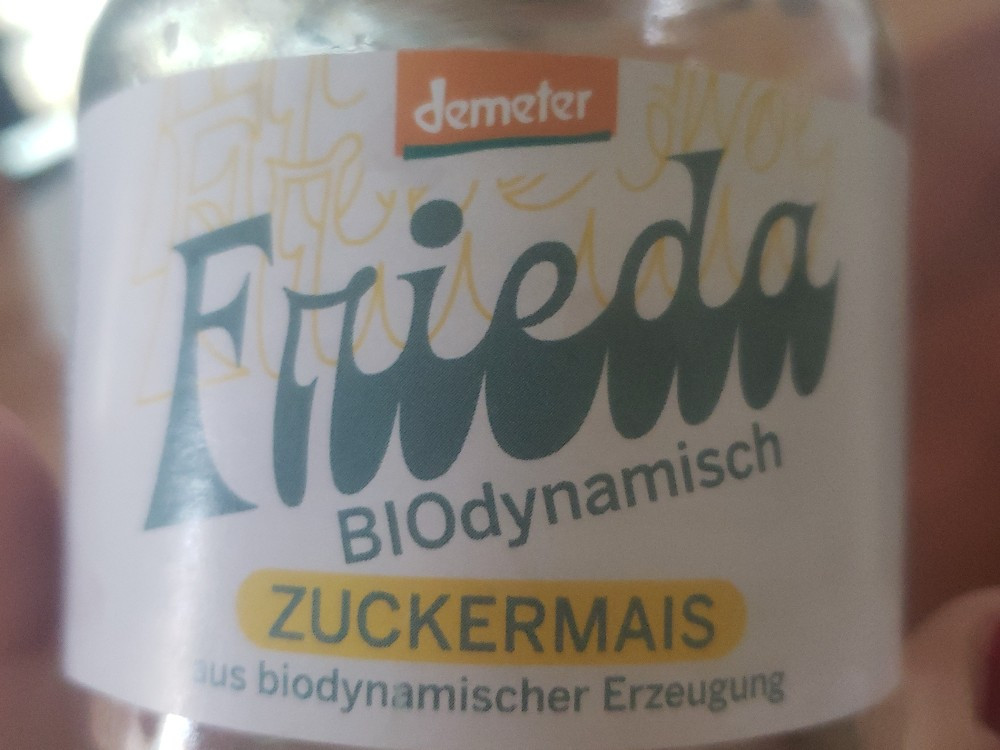 demeter
Frieda
BIOdynamisch
ZUCKERMAIS
aus biodynamischer Erzeugung